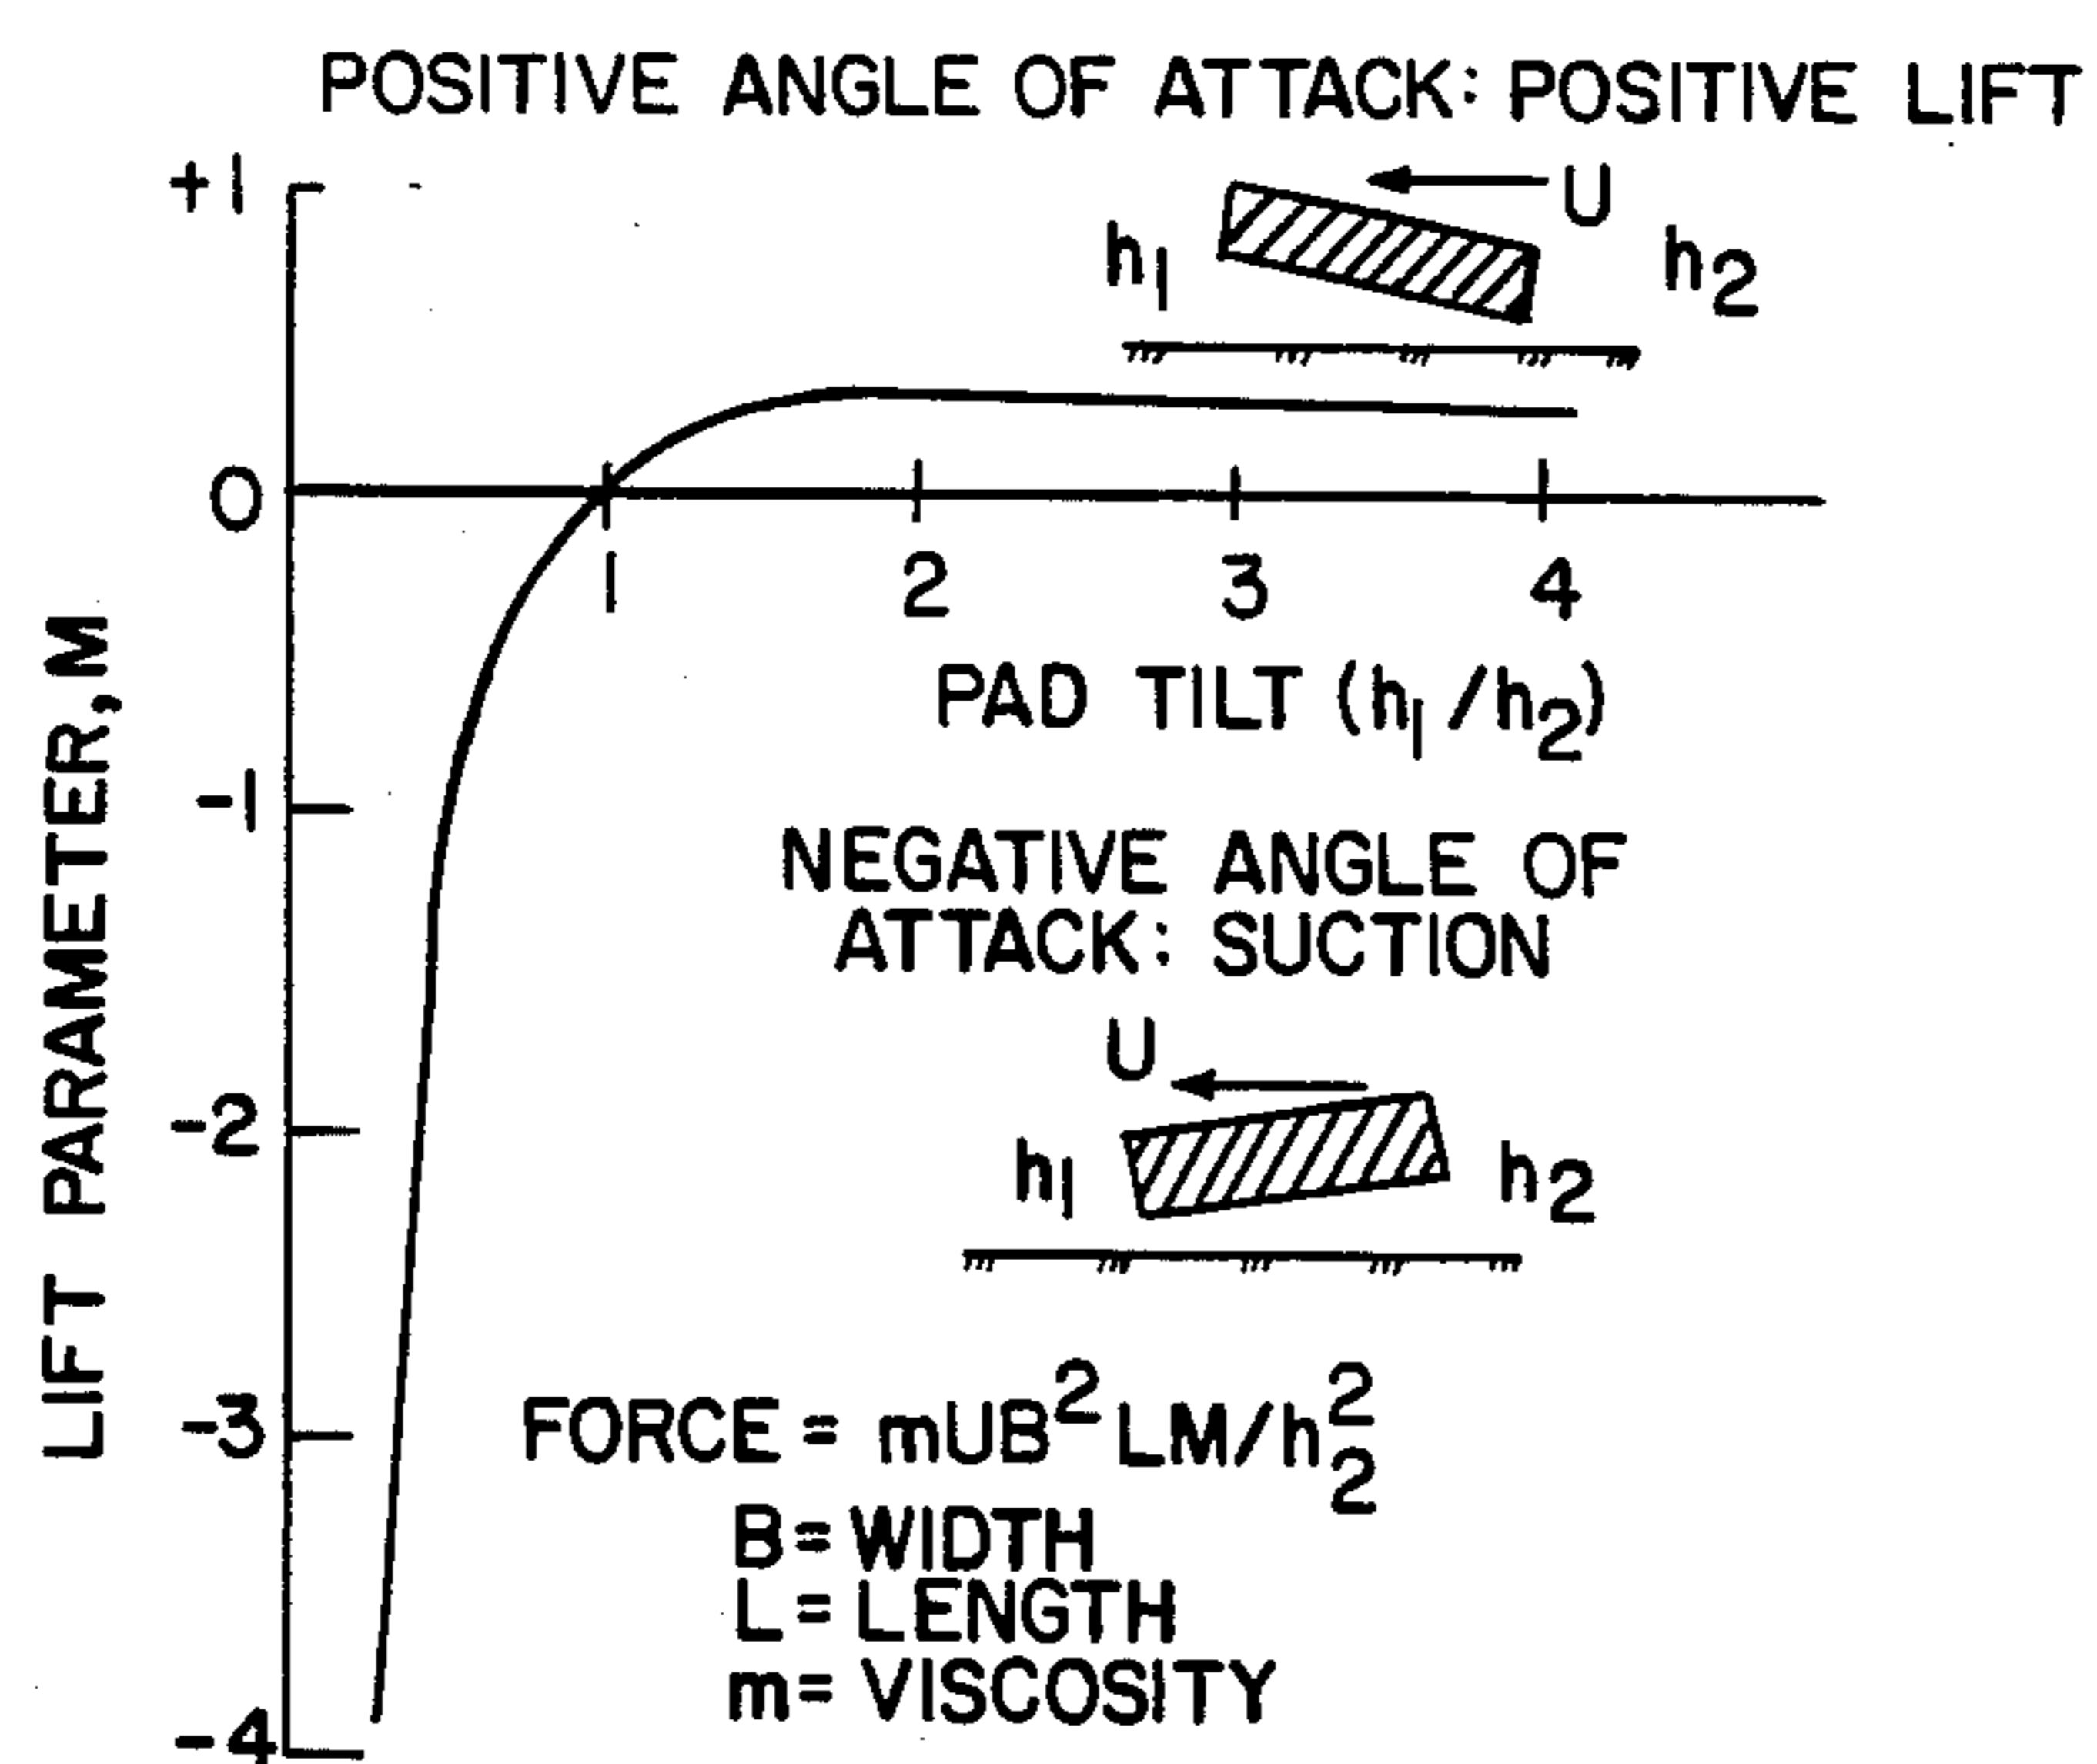 POSITIVE ANGLE OF ATTACK: POSITIVE LIFT
+1
U
h1
h2
0
1
2
3
4
PAD TILT (h1/h2)
LIFT PARAMETER, M
-1
NEGATIVE ANGLE OF
ATTACK: SUCTION
U
-2
h1
h2
-3
FORCE = mUB²LM/h₂²
B= WIDTH
L= LENGTH
m= VISCOSITY
-4